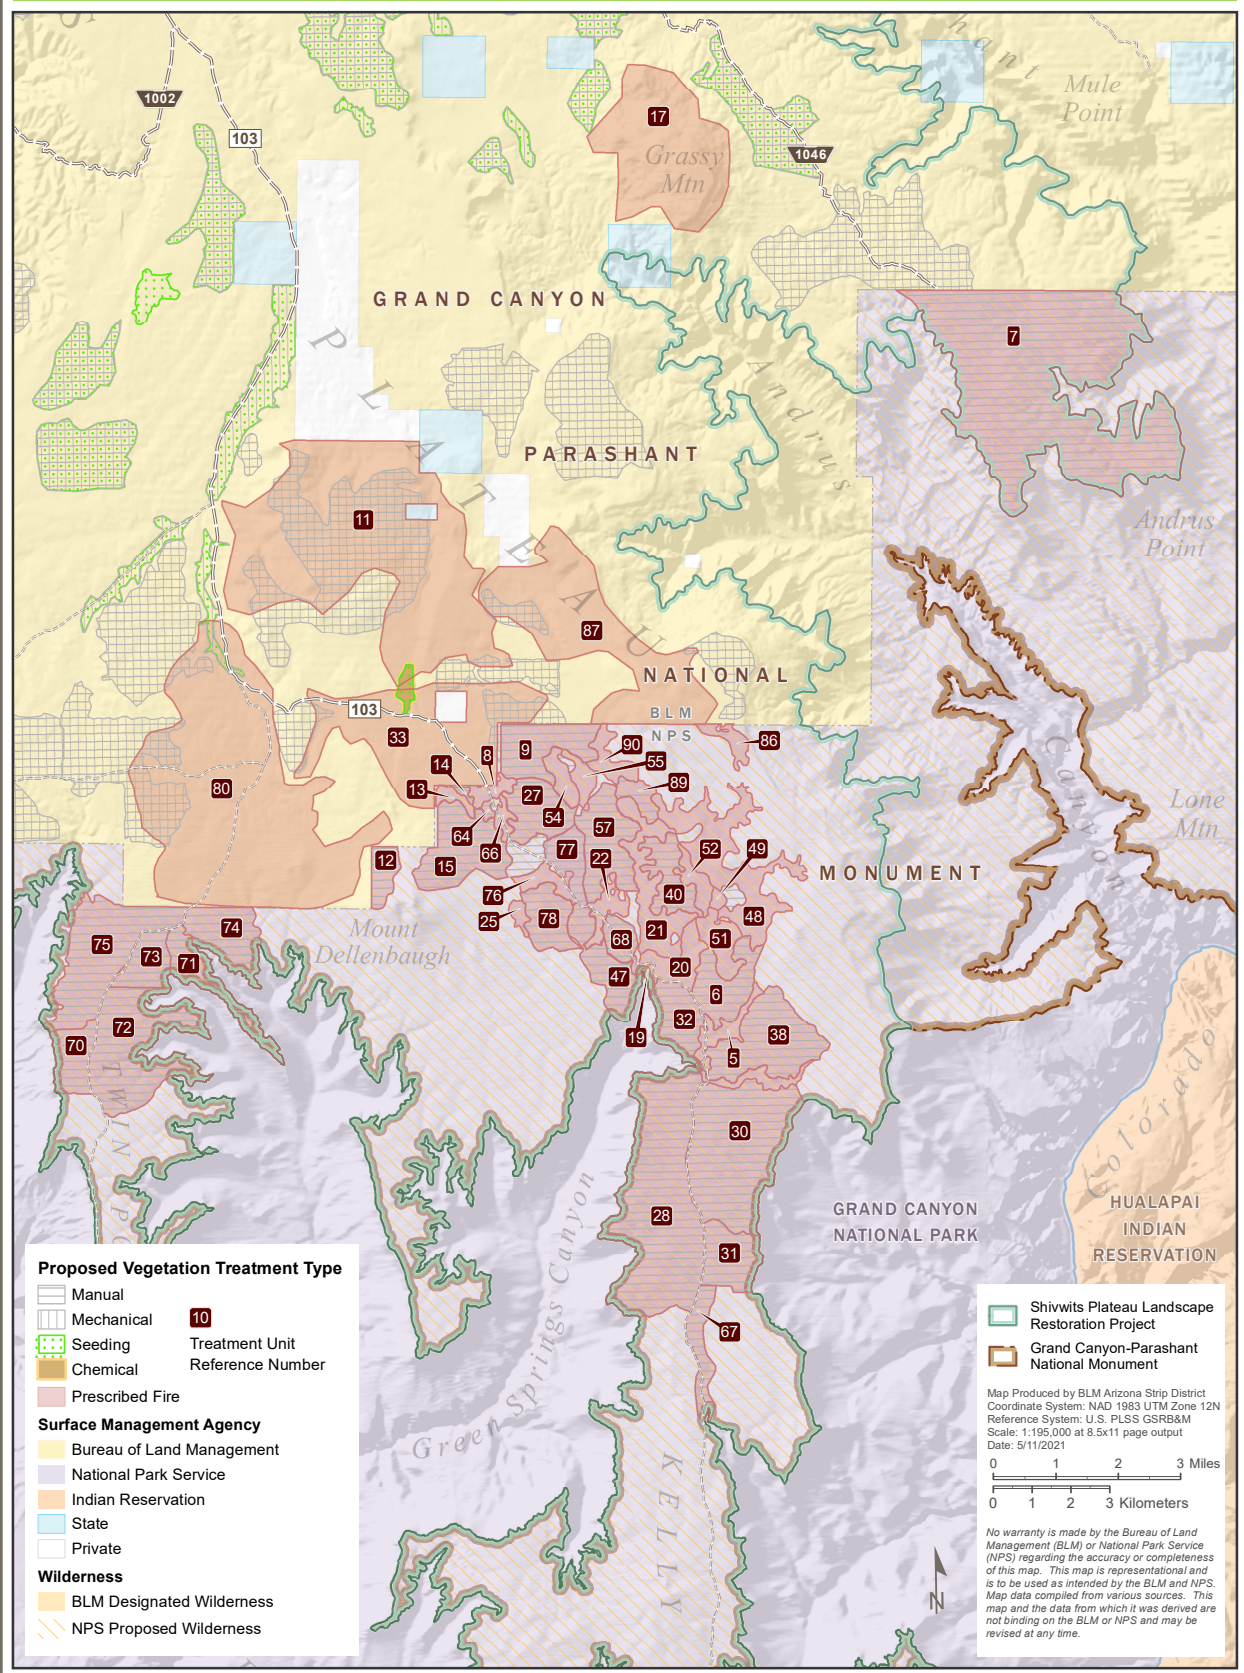 1002
103
17
Grassy
Mtn
1046
Mule
Point
GRAND CANYON
7
PLATEAU
Andrus
PARASHANT
11
Andrus
Point
87
NATIONAL
BLM
NPS
103
33
9
90
86
14
8
55
13
27
89
80
54
Canyon
Lone
Mtn
64
57
66
77
52
49
12
15
22
MONUMENT
76
40
25
78
48
74
Mount
Dellenbaugh
68
21
51
75
73
71
47
20
6
72
32
38
70
19
5
TWIN PO
30
Colorado
28
GRAND CANYON
NATIONAL PARK
HUALAPAI
INDIAN
RESERVATION
31
67
Green Springs Canyon
KELLY
Proposed Vegetation Treatment Type
Manual
Mechanical
10
Seeding
Treatment Unit
Reference Number
Chemical
Prescribed Fire
Surface Management Agency
Bureau of Land Management
National Park Service
Indian Reservation
State
Private
Wilderness
BLM Designated Wilderness
NPS Proposed Wilderness
Shivwits Plateau Landscape
Restoration Project
Grand Canyon-Parashant
National Monument
Map Produced by BLM Arizona Strip District
Coordinate System: NAD 1983 UTM Zone 12N
Reference System: U.S. PLSS GSRB&M
Scale: 1:195,000 at 8.5x11 page output
Date: 5/11/2021
0 1 2 3 Miles
0 1 2 3 Kilometers
No warranty is made by the Bureau of Land
Management (BLM) or National Park Service
(NPS) regarding the accuracy or completeness
of this map. This map is representational and
is to be used as intended by the BLM and NPS.
Map data compiled from various sources. This
map and the data from which it was derived are
not binding on the BLM or NPS and may be
revised at any time.
N